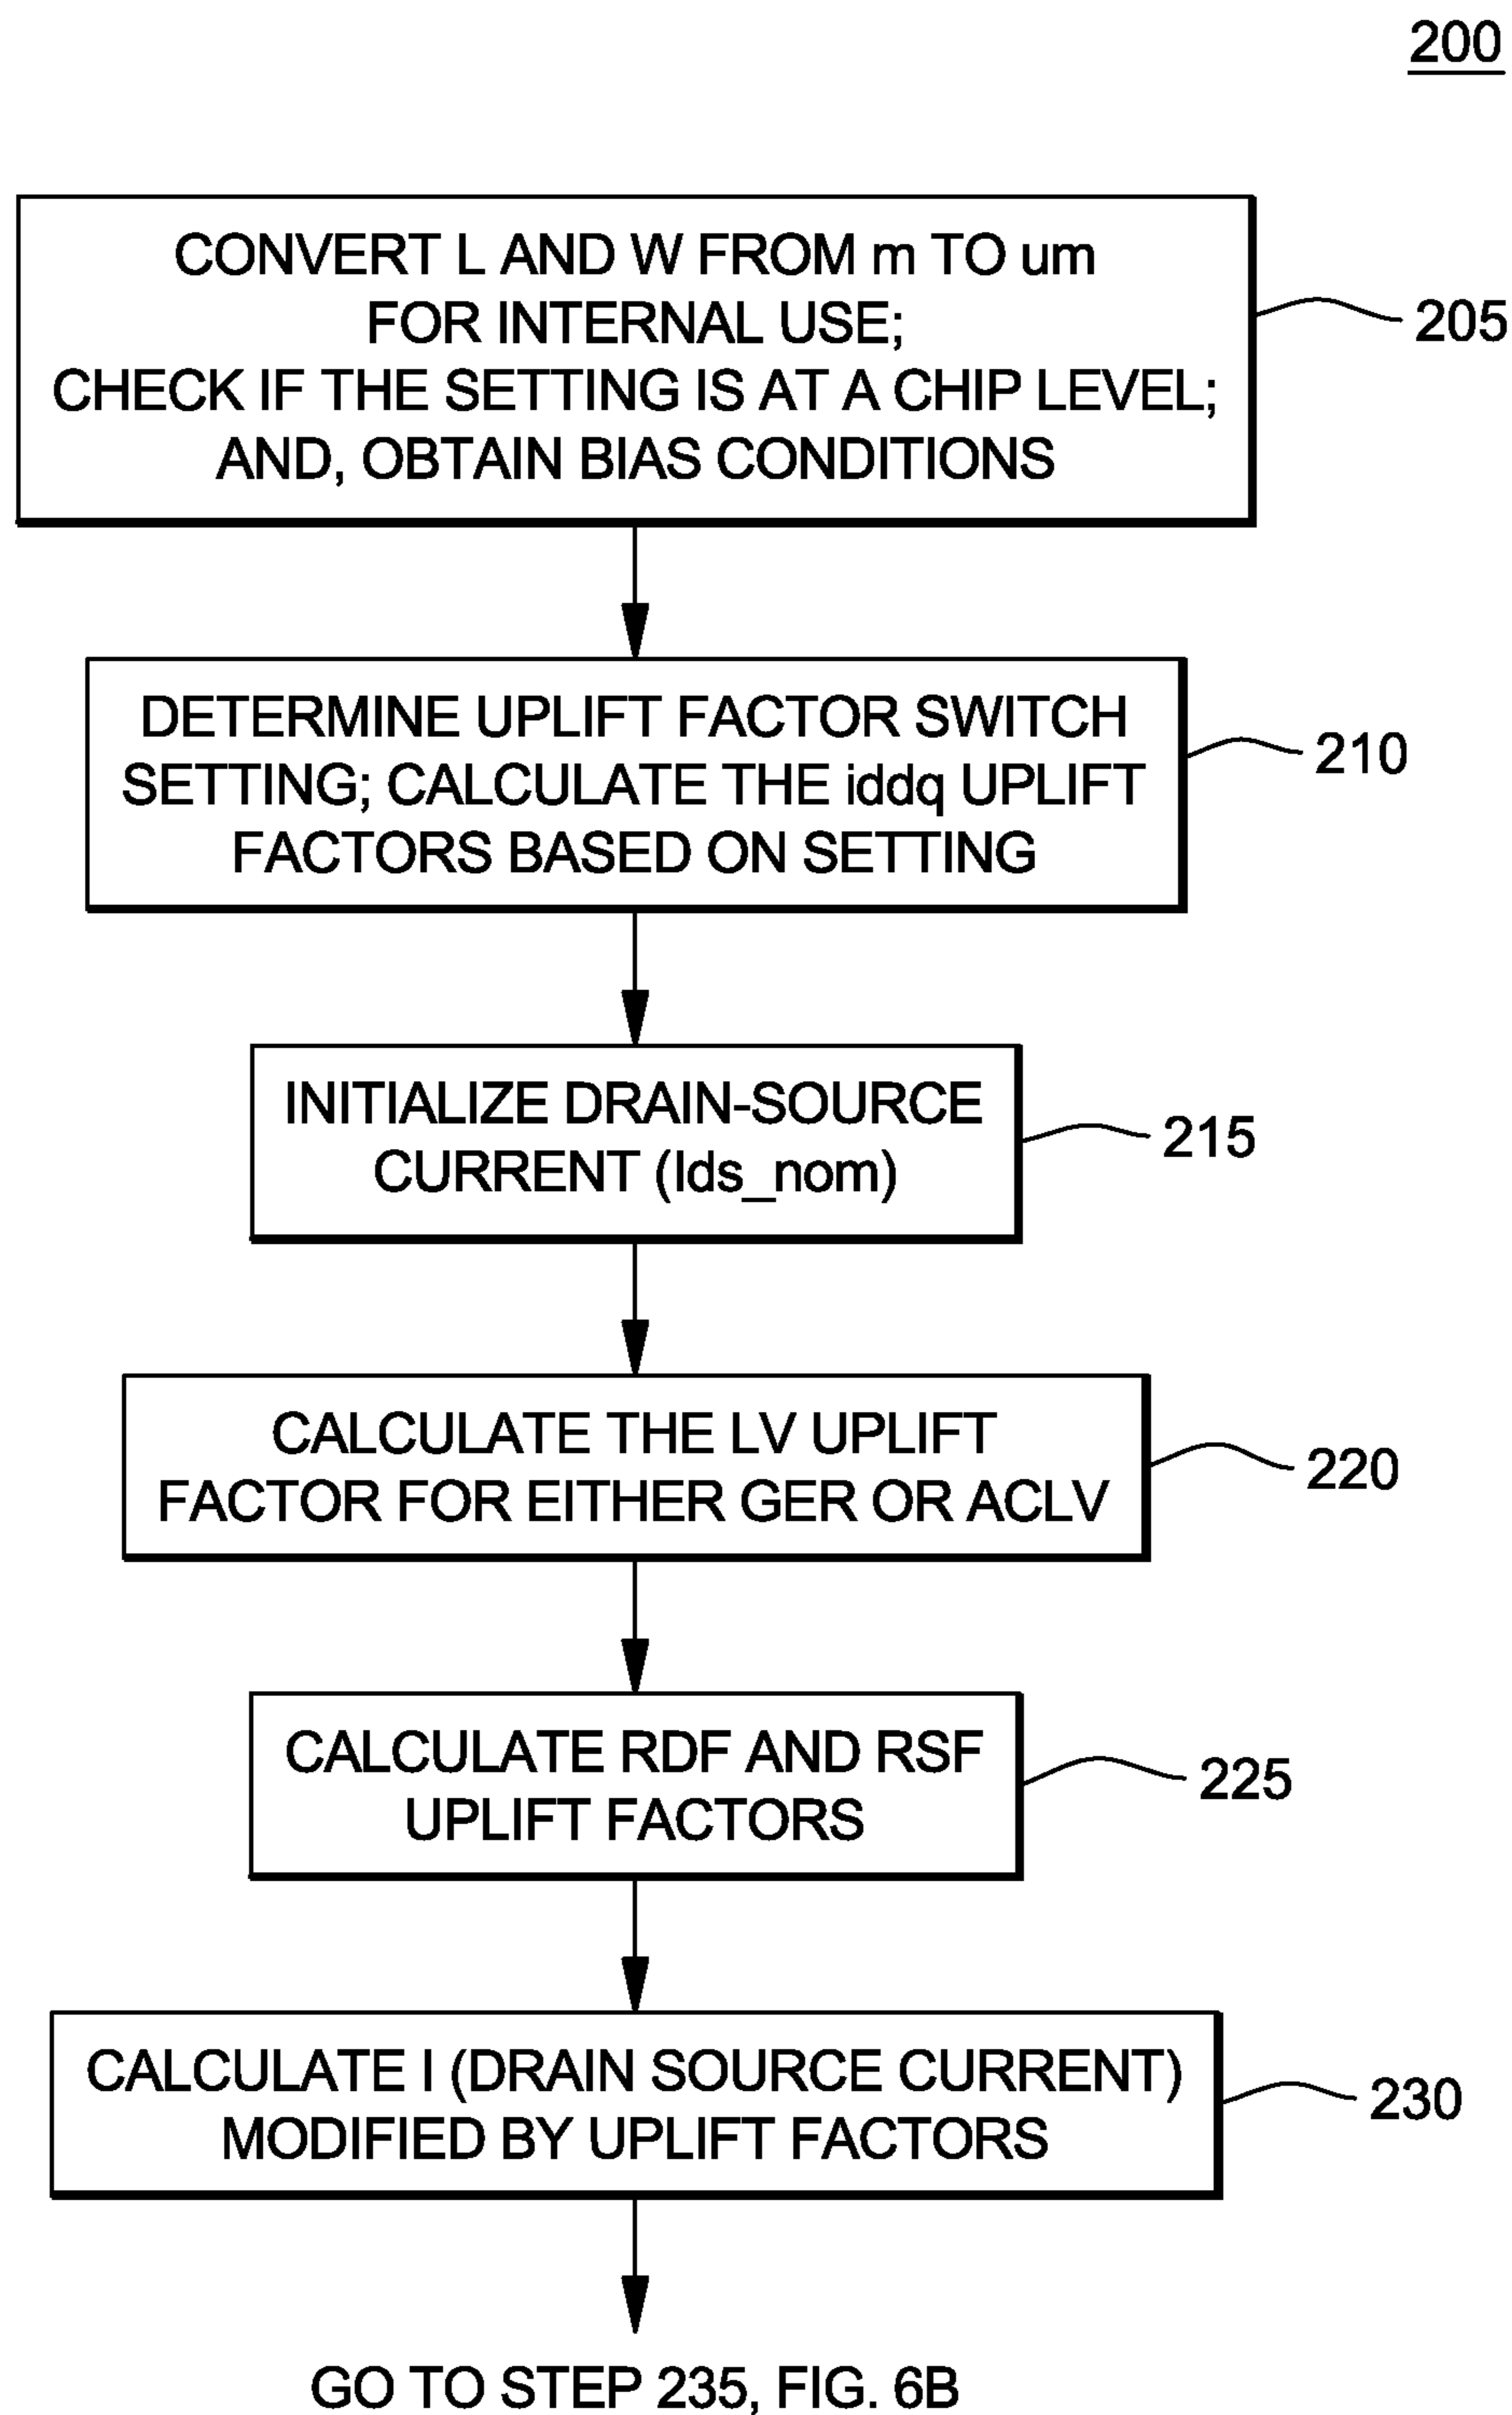 200
CONVERT L AND W FROM m TO um
FOR INTERNAL USE;
CHECK IF THE SETTING IS AT A CHIP LEVEL;
AND, OBTAIN BIAS CONDITIONS
205
DETERMINE UPLIFT FACTOR SWITCH
SETTING; CALCULATE THE iddq UPLIFT
FACTORS BASED ON SETTING
210
INITIALIZE DRAIN-SOURCE
CURRENT (Ids_nom)
215
CALCULATE THE LV UPLIFT
FACTOR FOR EITHER GER OR ACLV
220
CALCULATE RDF AND RSF
UPLIFT FACTORS
225
CALCULATE I (DRAIN SOURCE CURRENT)
MODIFIED BY UPLIFT FACTORS
230
GO TO STEP 235, FIG. 6B